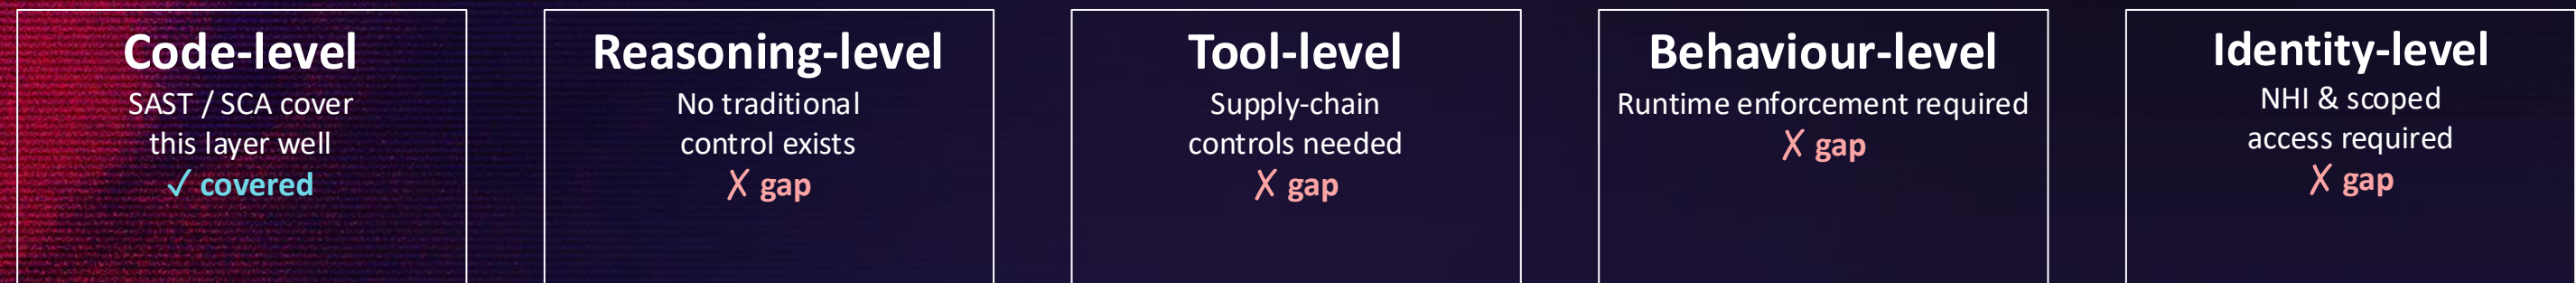 Code-level
SAST / SCA cover
this layer well
✓ covered
Reasoning-level
No traditional
control exists
✗ gap
Tool-level
Supply-chain
controls needed
✗ gap
Behaviour-level
Runtime enforcement required
✗ gap
Identity-level
NHI & scoped
access required
✗ gap